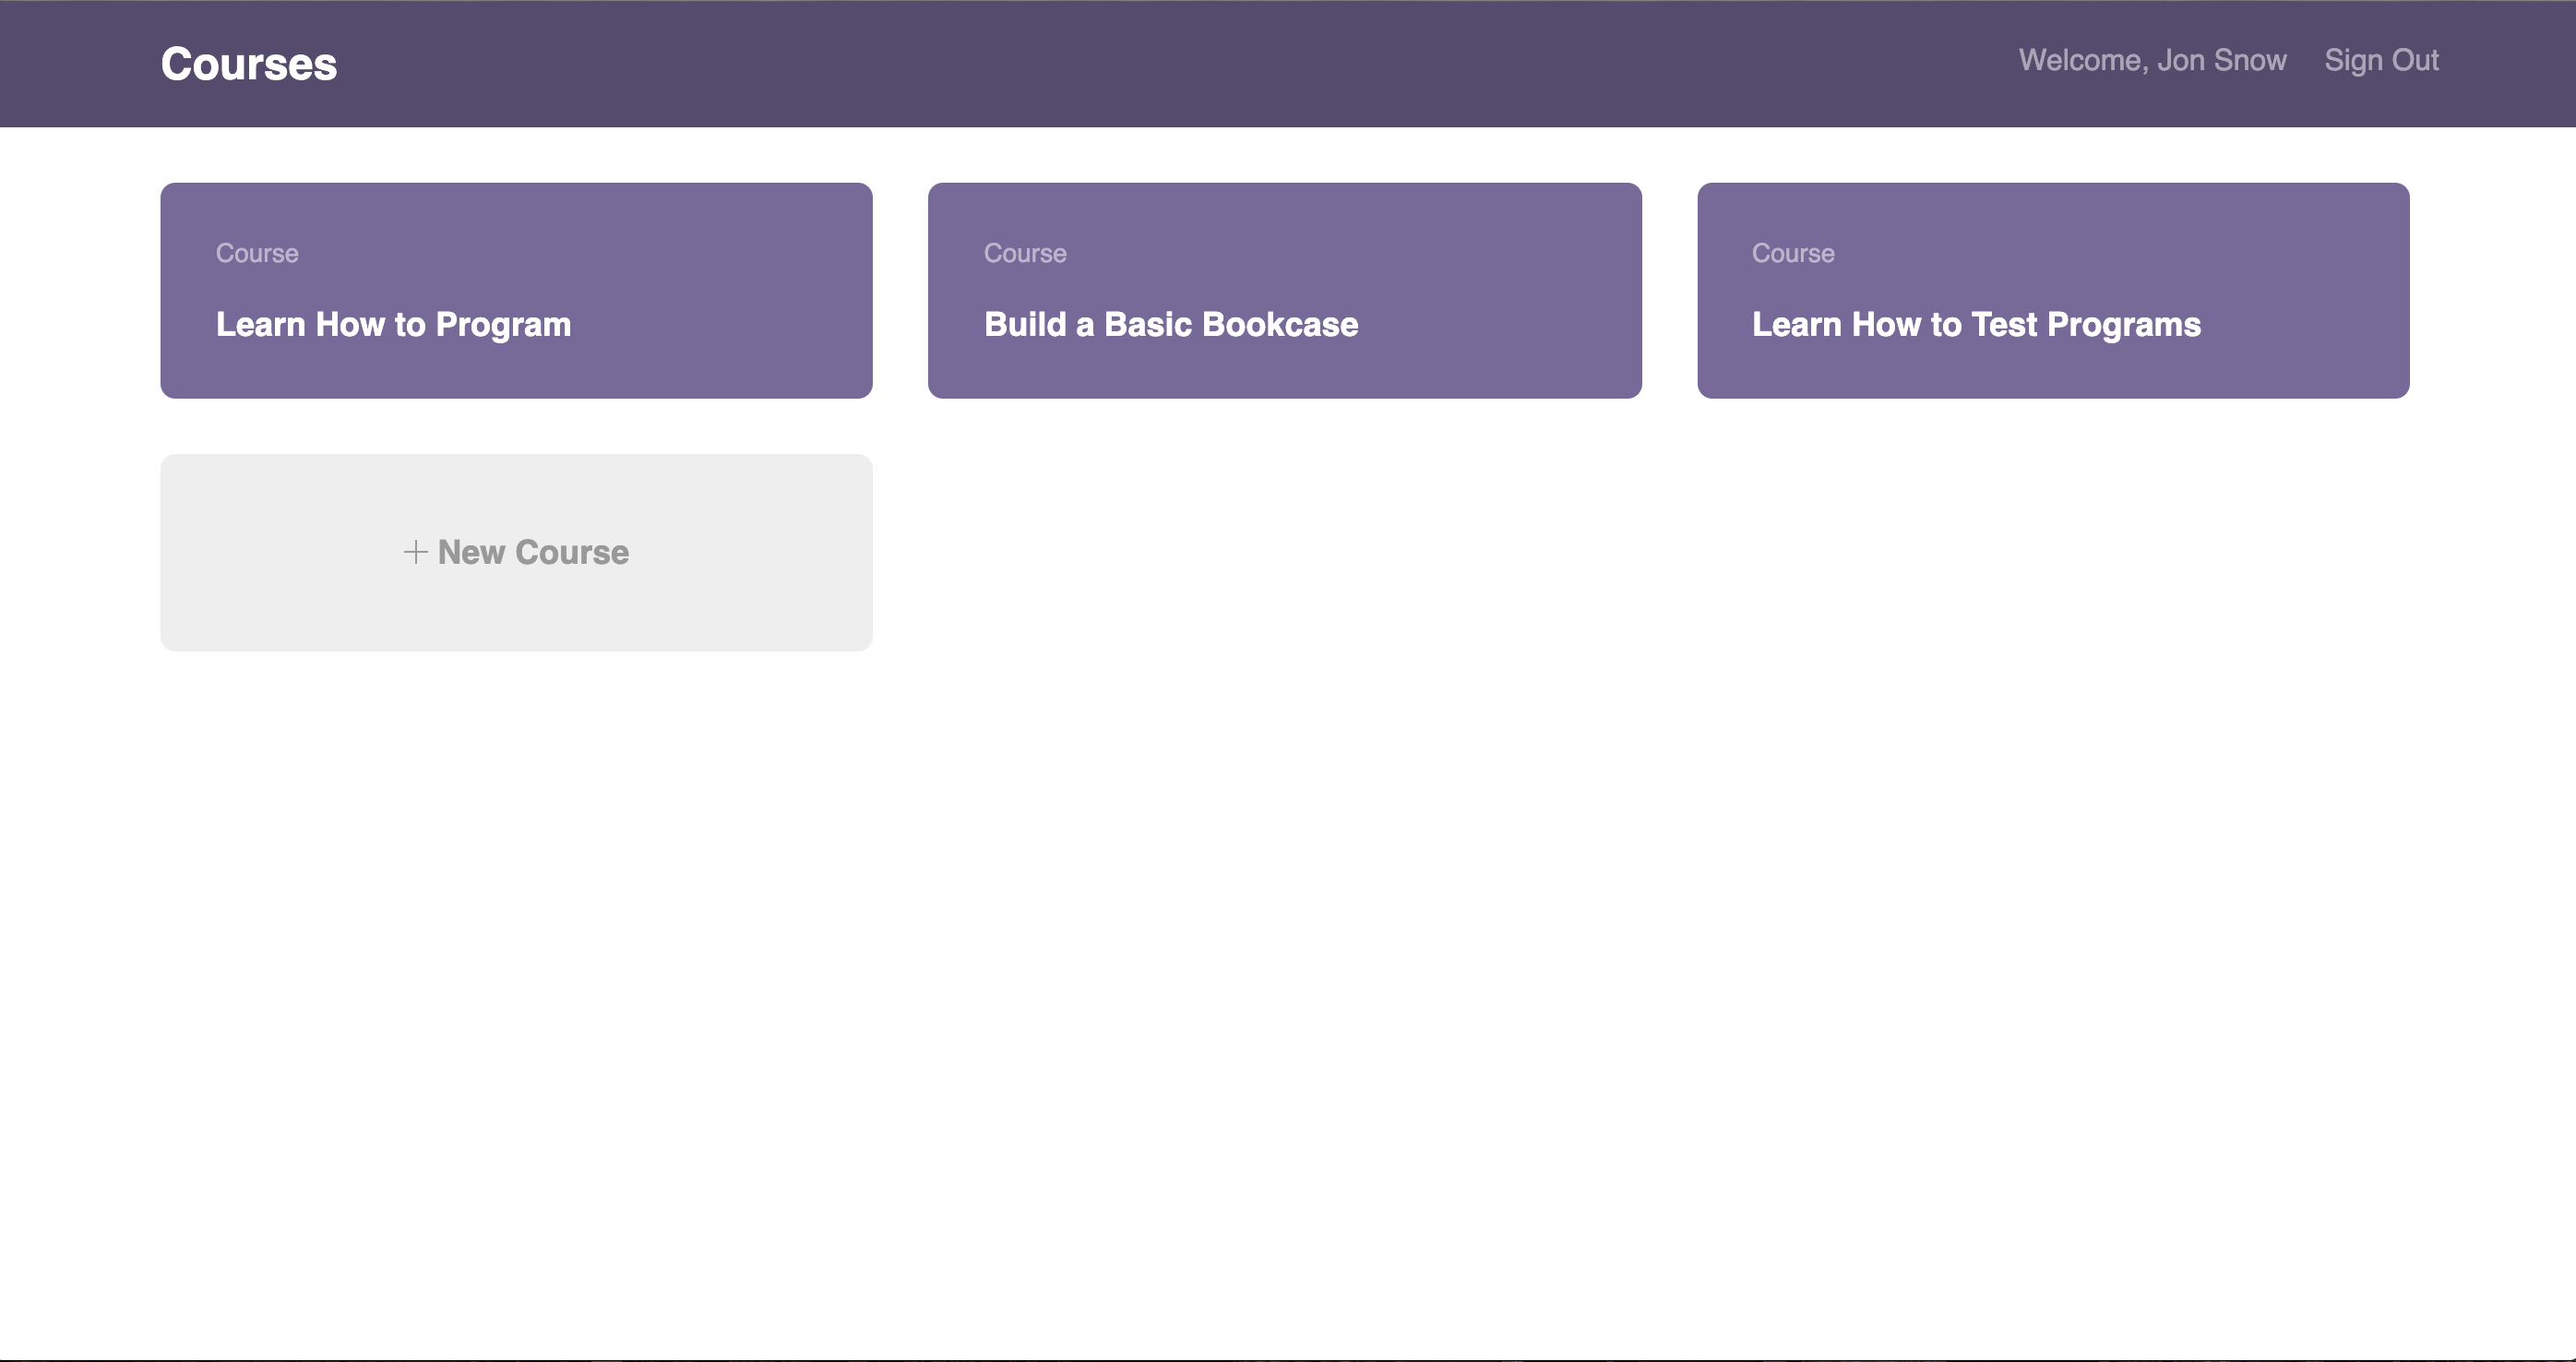 Courses
Welcome, Jon Snow
Sign Out
Course
Learn How to Program
Course
Build a Basic Bookcase
Course
Learn How to Test Programs
+ New Course